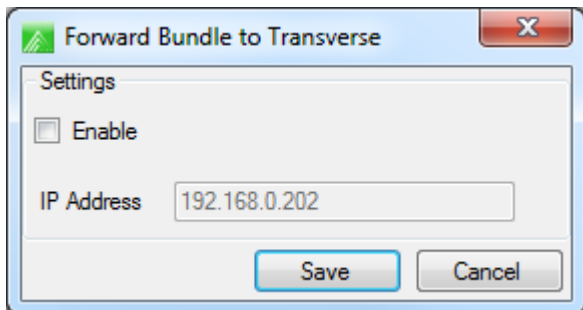 Forward Bundle to Transverse
Settings
Enable
IP Address 192.168.0.202
Save Cancel